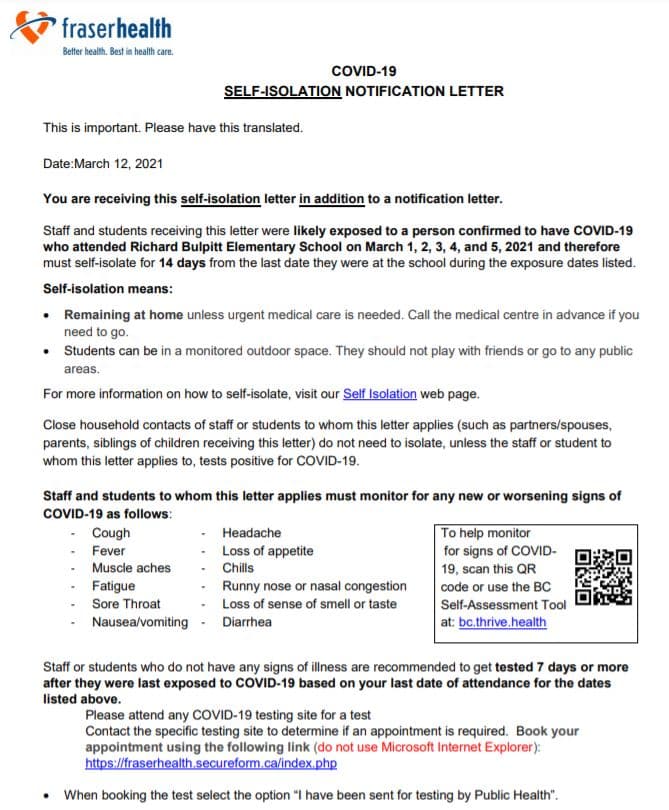 fraserhealth
Better health. Best in health care.
COVID-19
SELF-ISOLATION NOTIFICATION LETTER
This is important. Please have this translated.
Date:March 12, 2021
You are receiving this self-isolation letter in addition to a notification letter.
Staff and students receiving this letter were likely exposed to a person confirmed to have COVID-19
who attended Richard Bulpitt Elementary School on March 1, 2, 3, 4, and 5, 2021 and therefore
must self-isolate for 14 days from the last date they were at the school during the exposure dates listed.
Self-isolation means:
• Remaining at home unless urgent medical care is needed. Call the medical centre in advance if you
need to go.
• Students can be in a monitored outdoor space. They should not play with friends or go to any public
areas.
For more information on how to self-isolate, visit our Self Isolation web page.
Close household contacts of staff or students to whom this letter applies (such as partners/spouses,
parents, siblings of children receiving this letter) do not need to isolate, unless the staff or student to
whom this letter applies to, tests positive for COVID-19.
Staff and students to whom this letter applies must monitor for any new or worsening signs of
COVID-19 as follows:
- Cough
- Fever
- Muscle aches
- Fatigue
- Sore Throat
- Nausea/vomiting
- Headache
- Loss of appetite
- Chills
- Runny nose or nasal congestion
- Loss of sense of smell or taste
- Diarrhea
To help monitor
for signs of COVID-
19, scan this QR
code or use the BC
Self-Assessment Tool
at: bc.thrive.health
Staff or students who do not have any signs of illness are recommended to get tested 7 days or more
after they were last exposed to COVID-19 based on your last date of attendance for the dates
listed above.
Please attend any COVID-19 testing site for a test
Contact the specific testing site to determine if an appointment is required. Book your
appointment using the following link (do not use Microsoft Internet Explorer):
https://fraserhealth.secureform.ca/index.php
• When booking the test select the option "I have been sent for testing by Public Health".